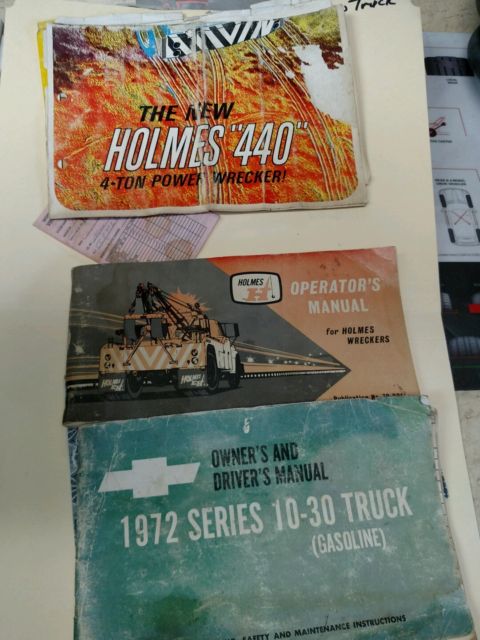 TRUCK
THE NEW
HOLMES "440"
4-TON POWER WRECKER!
HOLMES
OPERATOR'S
MANUAL
for HOLMES
WRECKERS
HOLMES
OWNER'S AND
DRIVER'S MANUAL
1972 SERIES 10-30 TRUCK
(GASOLINE)
SAFETY AND MAINTENANCE INSTRUCTIONS